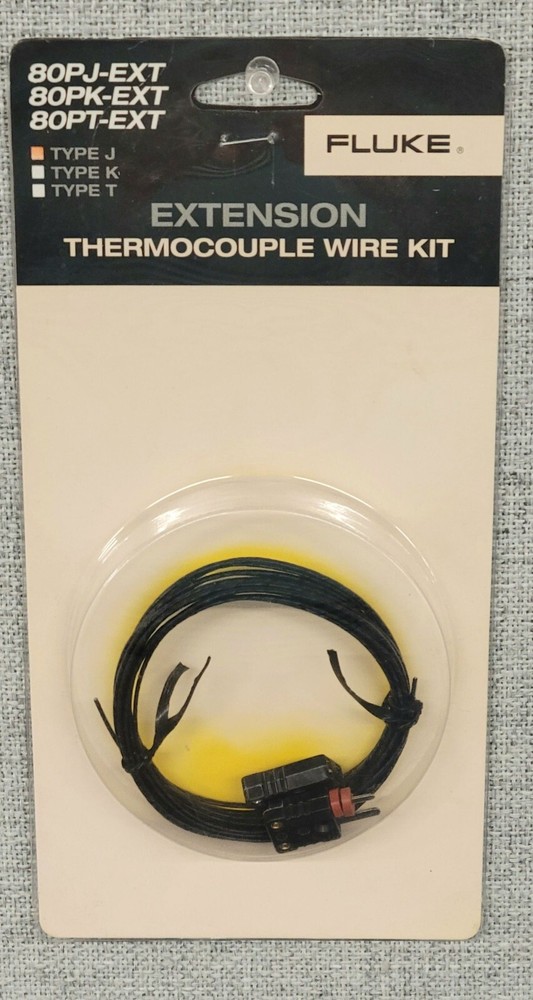 80PJ-EXT
80PK-EXT
80PT-EXT
TYPE J
TYPE K
TYPE T
FLUKE®
EXTENSION
THERMOCOUPLE WIRE KIT